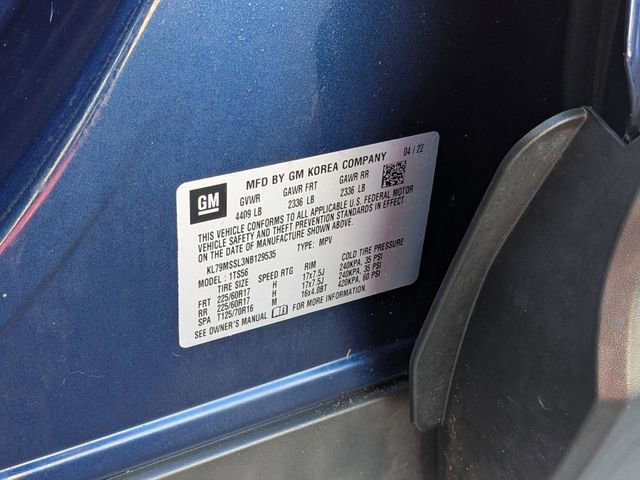 GM
MFD BY GM KOREA COMPANY 04 / 22
GVWR GAWR FRT GAWR RR
4409 LB 2336 LB 2336 LB
THIS VEHICLE CONFORMS TO ALL APPLICABLE U.S. FEDERAL MOTOR
VEHICLE SAFETY AND THEFT PREVENTION STANDARDS IN EFFECT
ON THE DATE OF MANUFACTURE SHOWN ABOVE.
KL79MSSL3NB129535 TYPE: MPV
MODEL: 1TS56
TIRE SIZE SPEED RTG RIM COLD TIRE PRESSURE
FRT 225/60R17 H 17x7.5J 240KPA, 35 PSI
RR 225/60R17 H 17x7.5J 240KPA, 35 PSI
SPA T125/70R16 M 16x4.0BT 420KPA, 60 PSI
SEE OWNER'S MANUAL